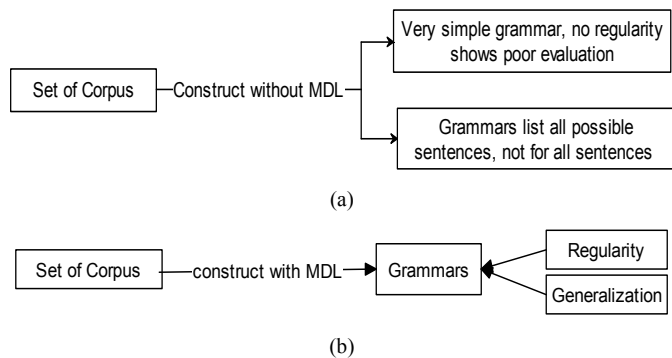 Very simple grammar, no regularity
shows poor evaluation
Set of Corpus
Construct without MDL
Grammars list all possible
sentences, not for all sentences
(a)
Set of Corpus
construct with MDL
Grammars
Regularity
Generalization
(b)